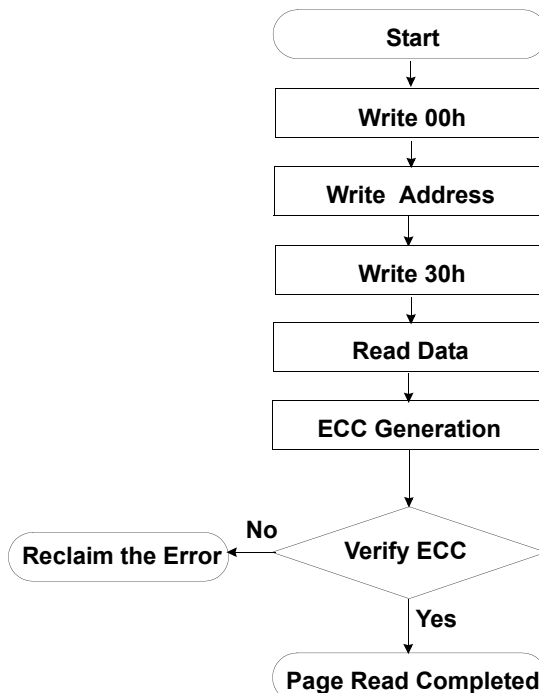 Start
Write 00h
Write Address
Write 30h
Read Data
ECC Generation
No
Reclaim the Error
Verify ECC
Yes
Page Read Completed